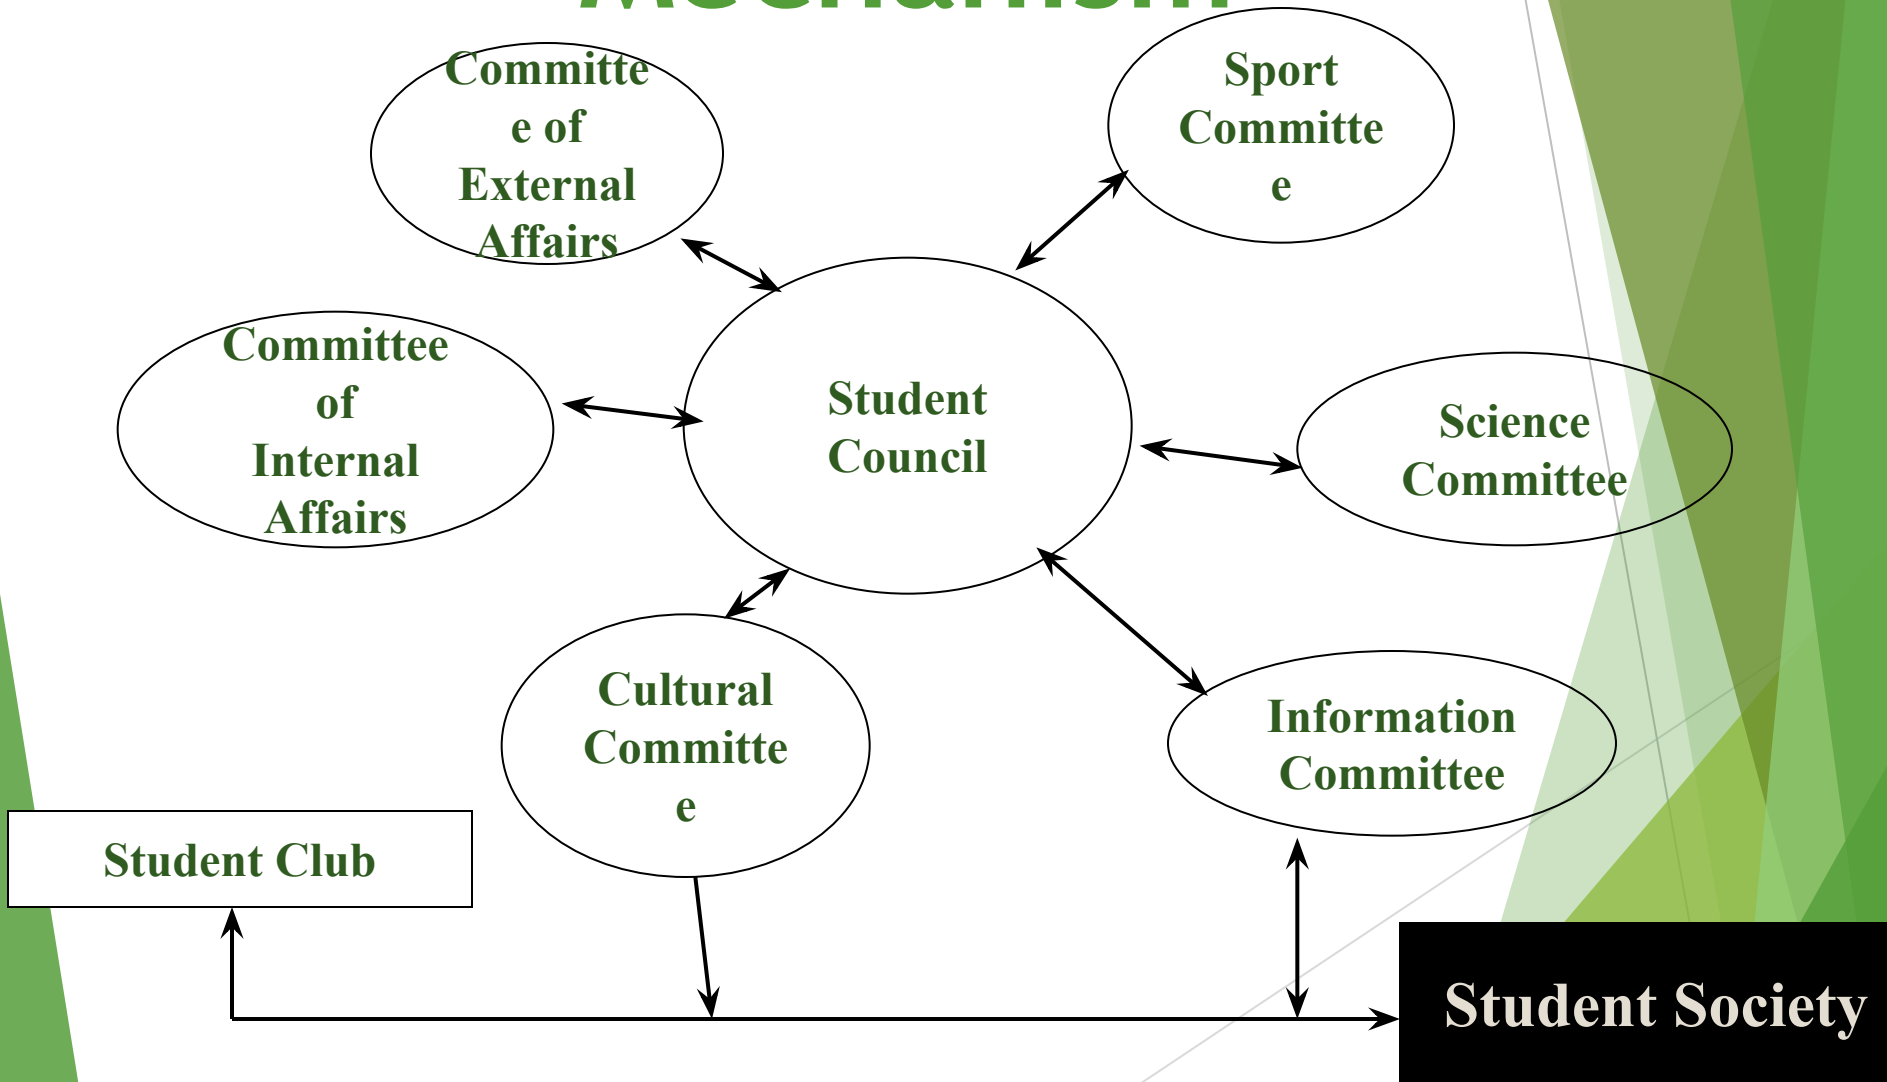 Mechanism
Committe
e of
External
Affairs
Sport
Committe
e
Committee
of
Internal
Affairs
Student
Council
Science
Committee
Cultural
Committe
e
Information
Committee
Student Club
Student Society